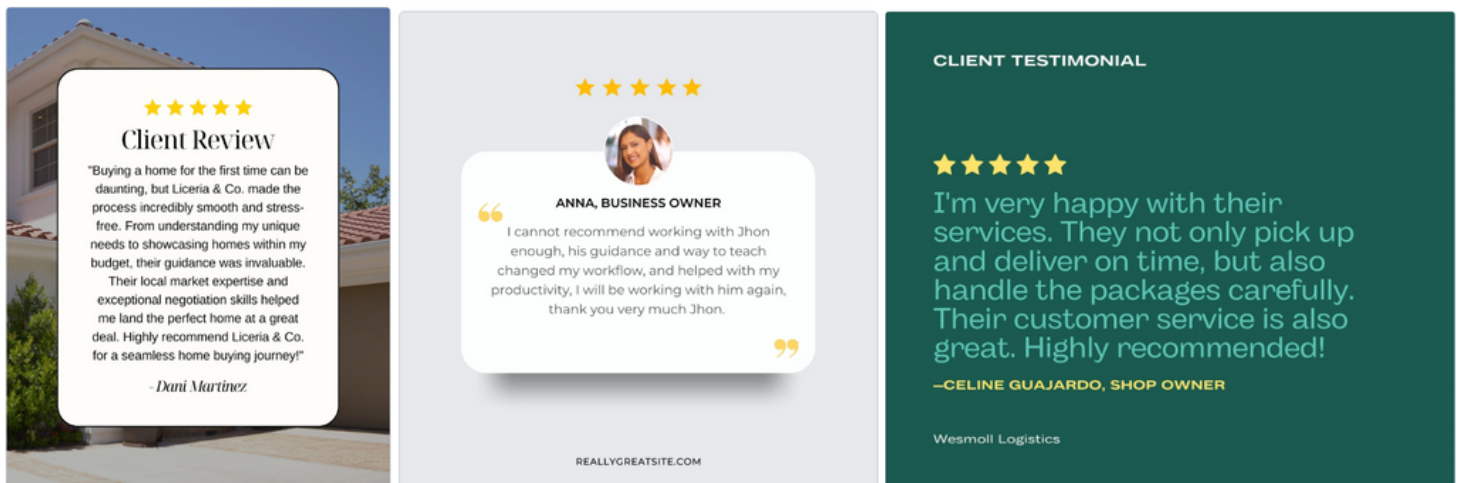 Client Review
"Buying a home for the first time can be
daunting, but Liceria & Co. made the
process incredibly smooth and stress-
free. From understanding my unique
needs to showcasing homes within my
budget, their guidance was invaluable.
Their local market expertise and
exceptional negotiation skills helped
me land the perfect home at a great
deal. Highly recommend Liceria & Co.
for a seamless home buying journey!"
- Dani Martinez
ANNA, BUSINESS OWNER
“
I cannot recommend working with Jhon
enough, his guidance and way to teach
changed my workflow, and helped with my
productivity, I will be working with him again,
thank you very much Jhon.
”
REALLYGREATSITE.COM
CLIENT TESTIMONIAL
I'm very happy with their
services. They not only pick up
and deliver on time, but also
handle the packages carefully.
Their customer service is also
great. Highly recommended!
—CELINE GUAJARDO, SHOP OWNER
Wesmoll Logistics